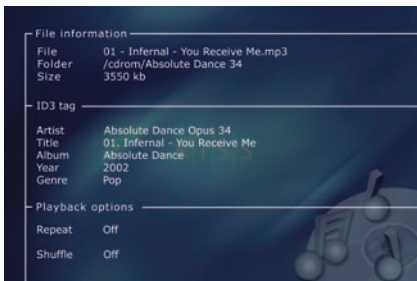 File information
File 01 - Infernal - You Receive Me.mp3
Folder /cdrom/Absolute Dance 34
Size 3550 kb
ID3 tag
Artist Absolute Dance Opus 34
Title 01. Infernal - You Receive Me
Album Absolute Dance
Year 2002
Genre Pop
Playback options
Repeat Off
Shuffle Off